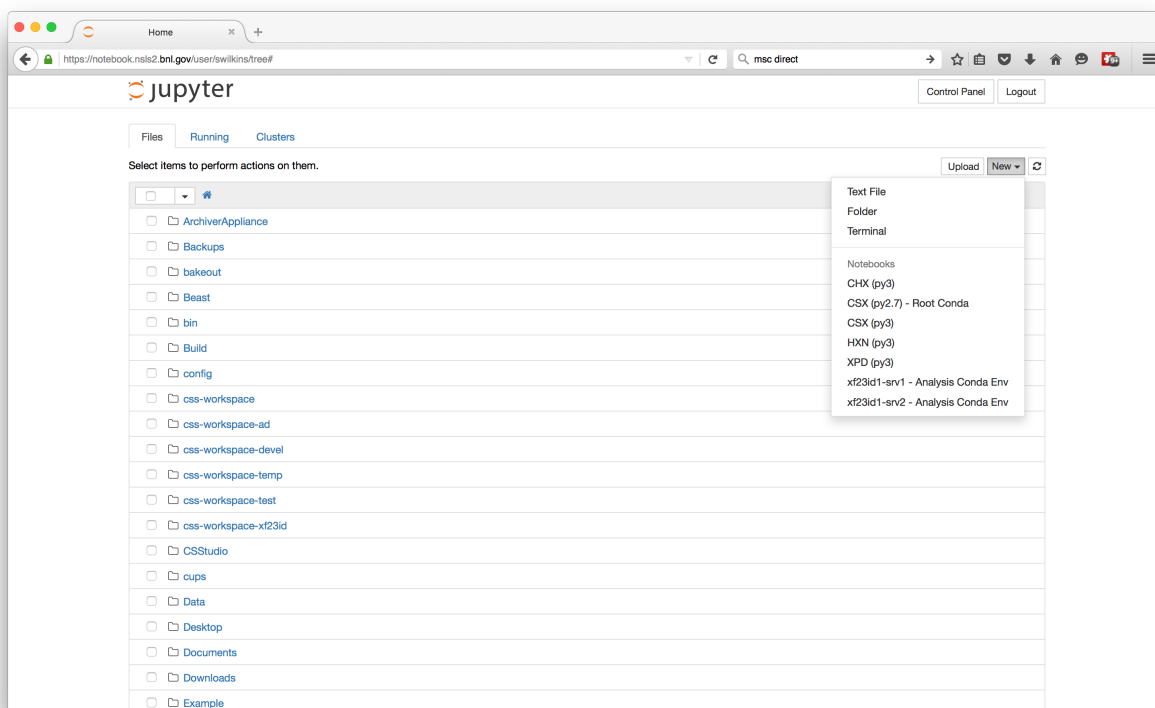 Home
https://notebook.nsls2.bnl.gov/user/swilkins/tree#
msc direct
jupyter
Control Panel
Logout
Files
Running
Clusters
Select items to perform actions on them.
Upload
New
Text File
Folder
Terminal
Notebooks
CHX (py3)
CSX (py2.7) - Root Conda
CSX (py3)
HXN (py3)
XPD (py3)
xf23id1-srv1 - Analysis Conda Env
xf23id1-srv2 - Analysis Conda Env
ArchiverAppliance
Backups
bakeout
Beast
bin
Build
config
css-workspace
css-workspace-ad
css-workspace-devel
css-workspace-temp
css-workspace-test
css-workspace-xf23id
CSStudio
cups
Data
Desktop
Documents
Downloads
Example